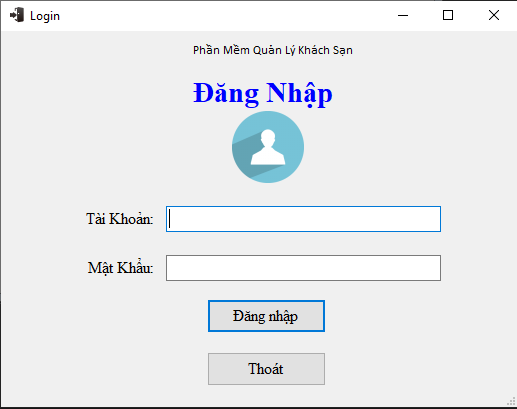 Login
Phần Mềm Quản Lý Khách Sạn
Đăng Nhập
Tài Khoản:
Mật Khẩu:
Đăng nhập
Thoát